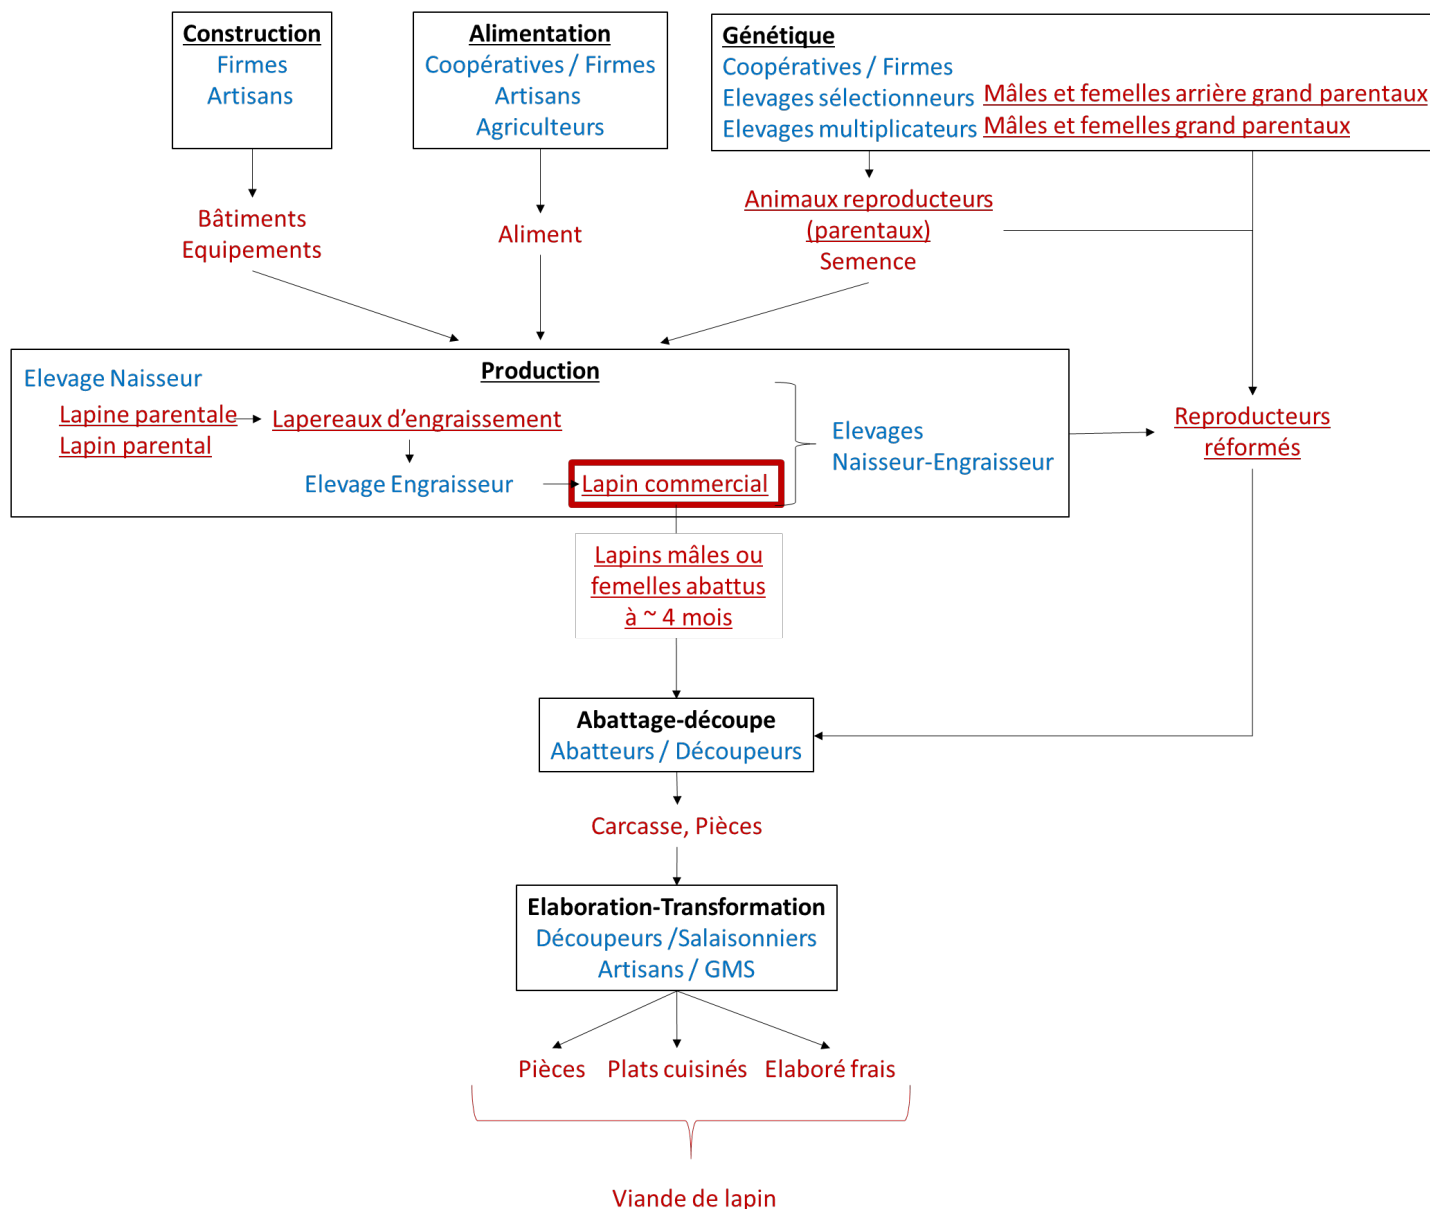 Construction
Firmes
Artisans
Alimentation
Coopératives / Firmes
Artisans
Agriculteurs
Génétique
Coopératives / Firmes
Elevages sélectionneurs Mâles et femelles arrière grand parentaux
Elevages multiplicateurs Mâles et femelles grand parentaux
Bâtiments
Equipements
Aliment
Animaux reproducteurs
(parentaux)
Semence
Production
Elevage Naisseur
Lapine parentale
Lapin parental
Lapereaux d'engraissement
Elevage Engraisseur
Lapin commercial
Elevages
Naisseur-Engraisseur
Reproducteurs
réformés
Lapins mâles ou
femelles abattus
à ~ 4 mois
Abattage-découpe
Abatteurs / Découpeurs
Carcasse, Pièces
Elaboration-Transformation
Découpeurs /Salaisonniers
Artisans / GMS
Pièces
Plats cuisinés
Elaboré frais
Viande de lapin